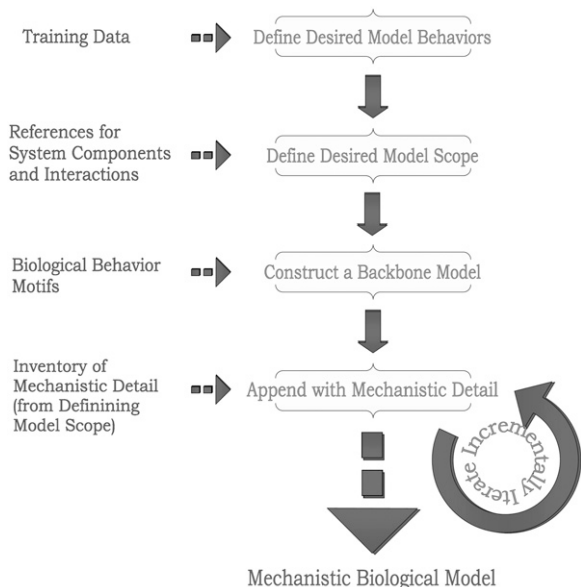 Training Data
Define Desired Model Behaviors
References for
System Components
and Interactions
Define Desired Model Scope
Biological Behavior
Motifs
Construct a Backbone Model
Inventory of
Mechanistic Detail
(from Definining
Model Scope)
Append with Mechanistic Detail
Incrementally Iterate
Mechanistic Biological Model